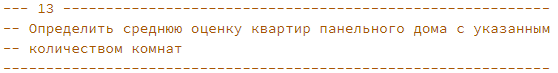 --- 13 ----------------------------------------------------------
-- Определить среднюю оценку квартир панельного дома с указанным
-- количеством комнат
-----------------------------------------------------------------